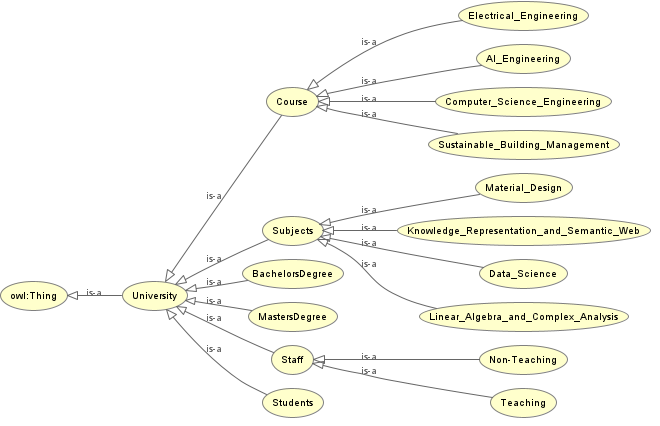 Electrical_Engineering
is-a
AI_Engineering
is-a
Course
is-a
Computer_Science_Engineering
is-a
Sustainable_Building_Management
is-a
Material_Design
is-a
Subjects
is-a
Knowledge_Representation_and_Semantic_Web
is-a
is-a
BachelorsDegree
Data_Science
is-a
owl:Thing
is-a
University
is-a
is-a
MastersDegree
Linear_Algebra_and_Complex_Analysis
is-a
is-a
Staff
is-a
Non-Teaching
is-a
is-a
Students
Teaching